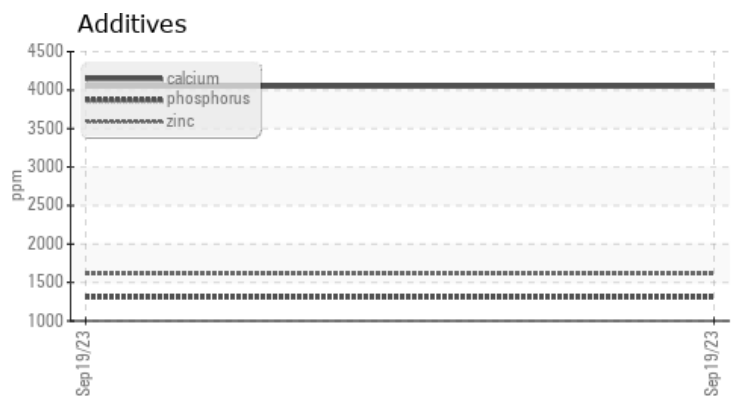 Additives
4500
4000
3500
3000
2500
2000
1500
1000
ppm
calcium
phosphorus
zinc
Sep19/23
Sep19/23